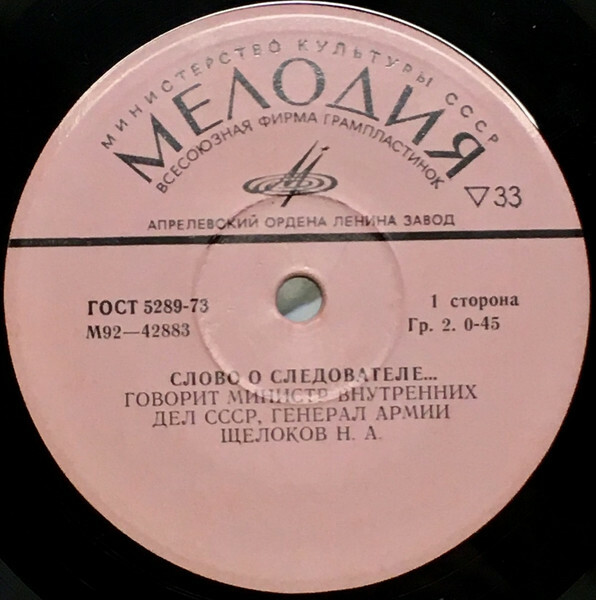 МИНИСТЕРСТВО КУЛЬТУРЫ СССР
МЕЛОДИЯ
ВСЕСОЮЗНАЯ ФИРМА ГРАМПЛАСТИНОК
▽33
АПРЕЛЕВСКИЙ ОРДЕНА ЛЕНИНА ЗАВОД
ГОСТ 5289-73
1 сторона
М92—42883
Гр. 2. 0-45
СЛОВО О СЛЕДОВАТЕЛЕ...
ГОВОРИТ МИНИСТР ВНУТРЕННИХ
ДЕЛ СССР, ГЕНЕРАЛ АРМИИ
ЩЕЛОКОВ Н. А.